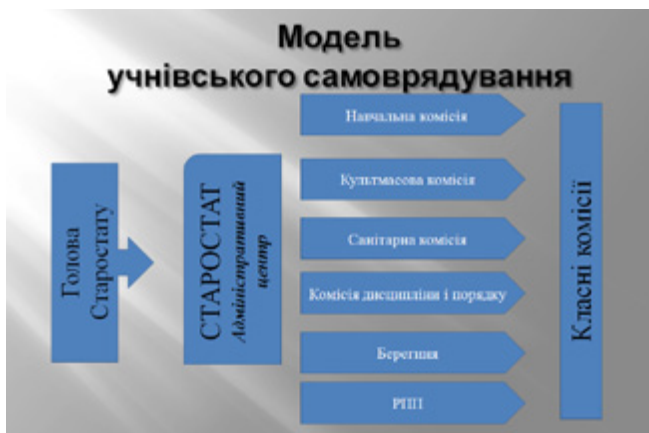 Модель
учнівського самоврядування
Голова
Старостату
СТАРОСТАТ
Адміністративний
центр
Навчальна комісія
Культмасова комісія
Санітарна комісія
Комісія дисципліни і порядку
Берегиня
РПП
Класні комісії